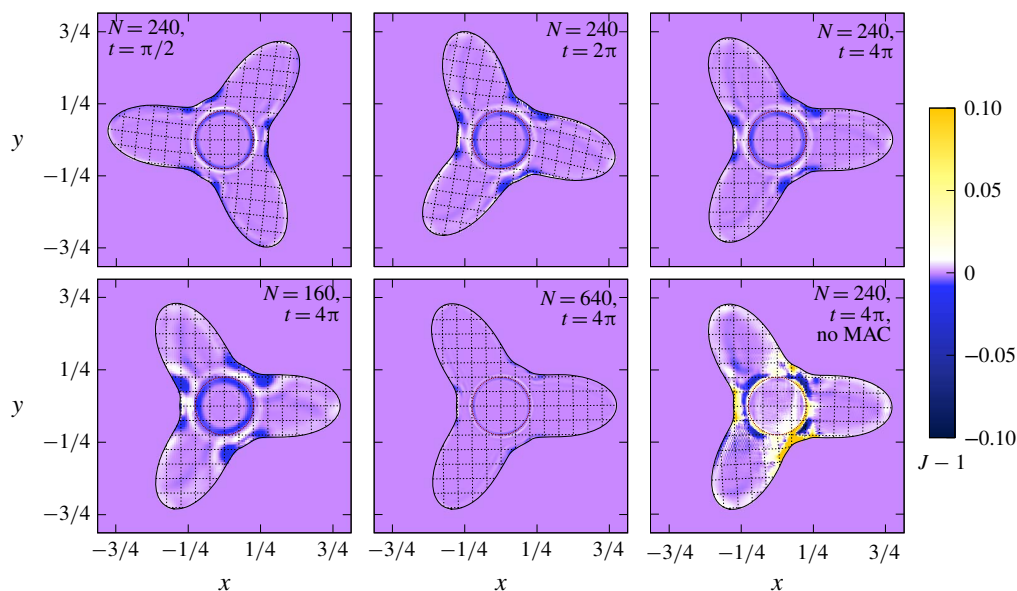 N = 240,
t = π/2
N = 240
t = 2π
N = 240,
t = 4π
3/4
1/4
−1/4
−3/4
y
N = 160,
t = 4π
N = 640,
t = 4π
N = 240,
t = 4π,
no MAC
3/4
1/4
−1/4
−3/4
y
−3/4 −1/4 1/4 3/4
−3/4 −1/4 1/4 3/4
−3/4 −1/4 1/4 3/4
x
x
x
0.10
0.05
0
−0.05
−0.10
J − 1